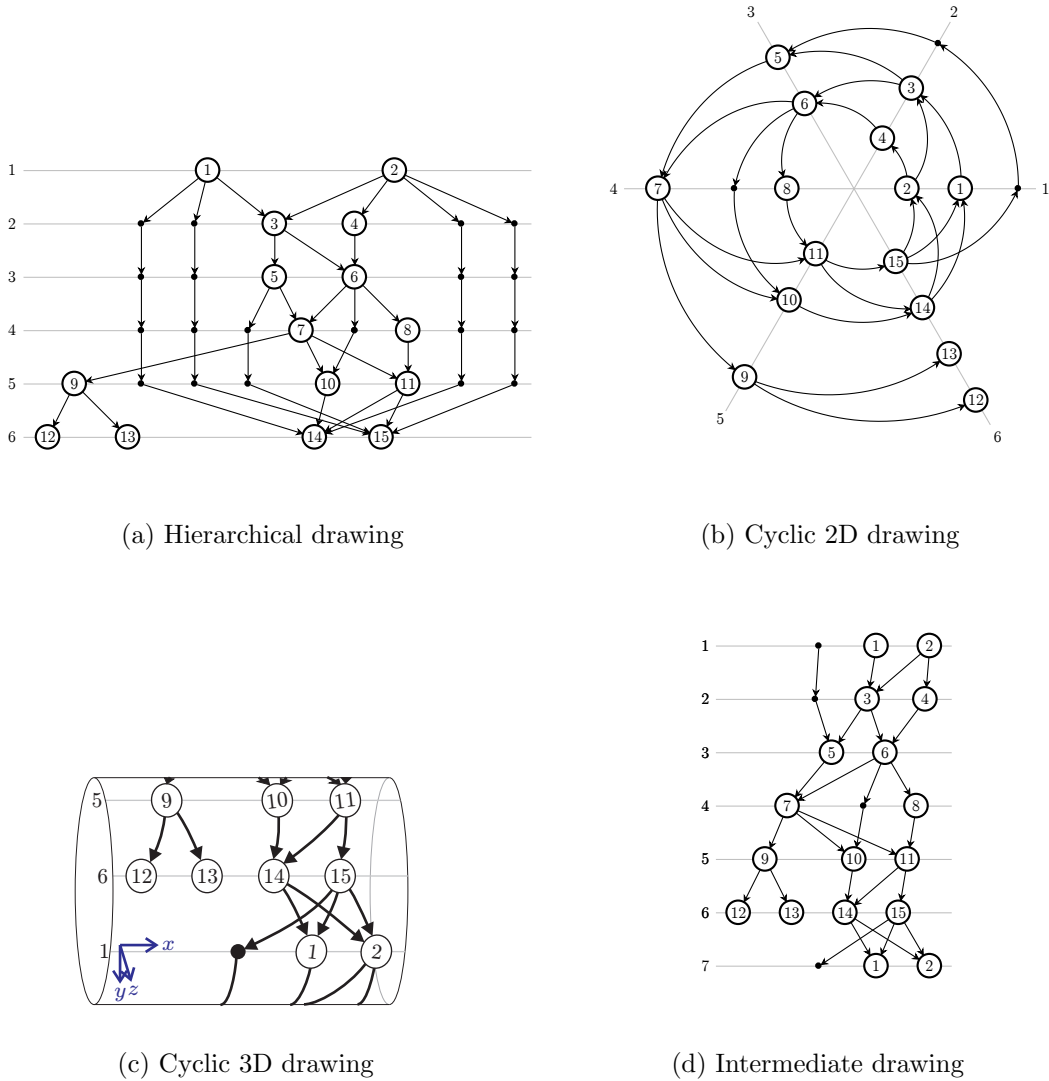 3 2
5
3
6
4
1 1 2
4 7 8 2 1 1
2 3 4
11 15
3 5 6
10 14
4 7 8
13
5 9 10 11
9 12
5
6 12 13 14 15
6
(a) Hierarchical drawing
(b) Cyclic 2D drawing
1 1 2
2 3 4
3 5 6
5 9 10 11
4 7 8
5 9 10 11
6 12 13 14 15
6 12 13 14 15
1 x 1 2
y z
7 1 2
(c) Cyclic 3D drawing
(d) Intermediate drawing